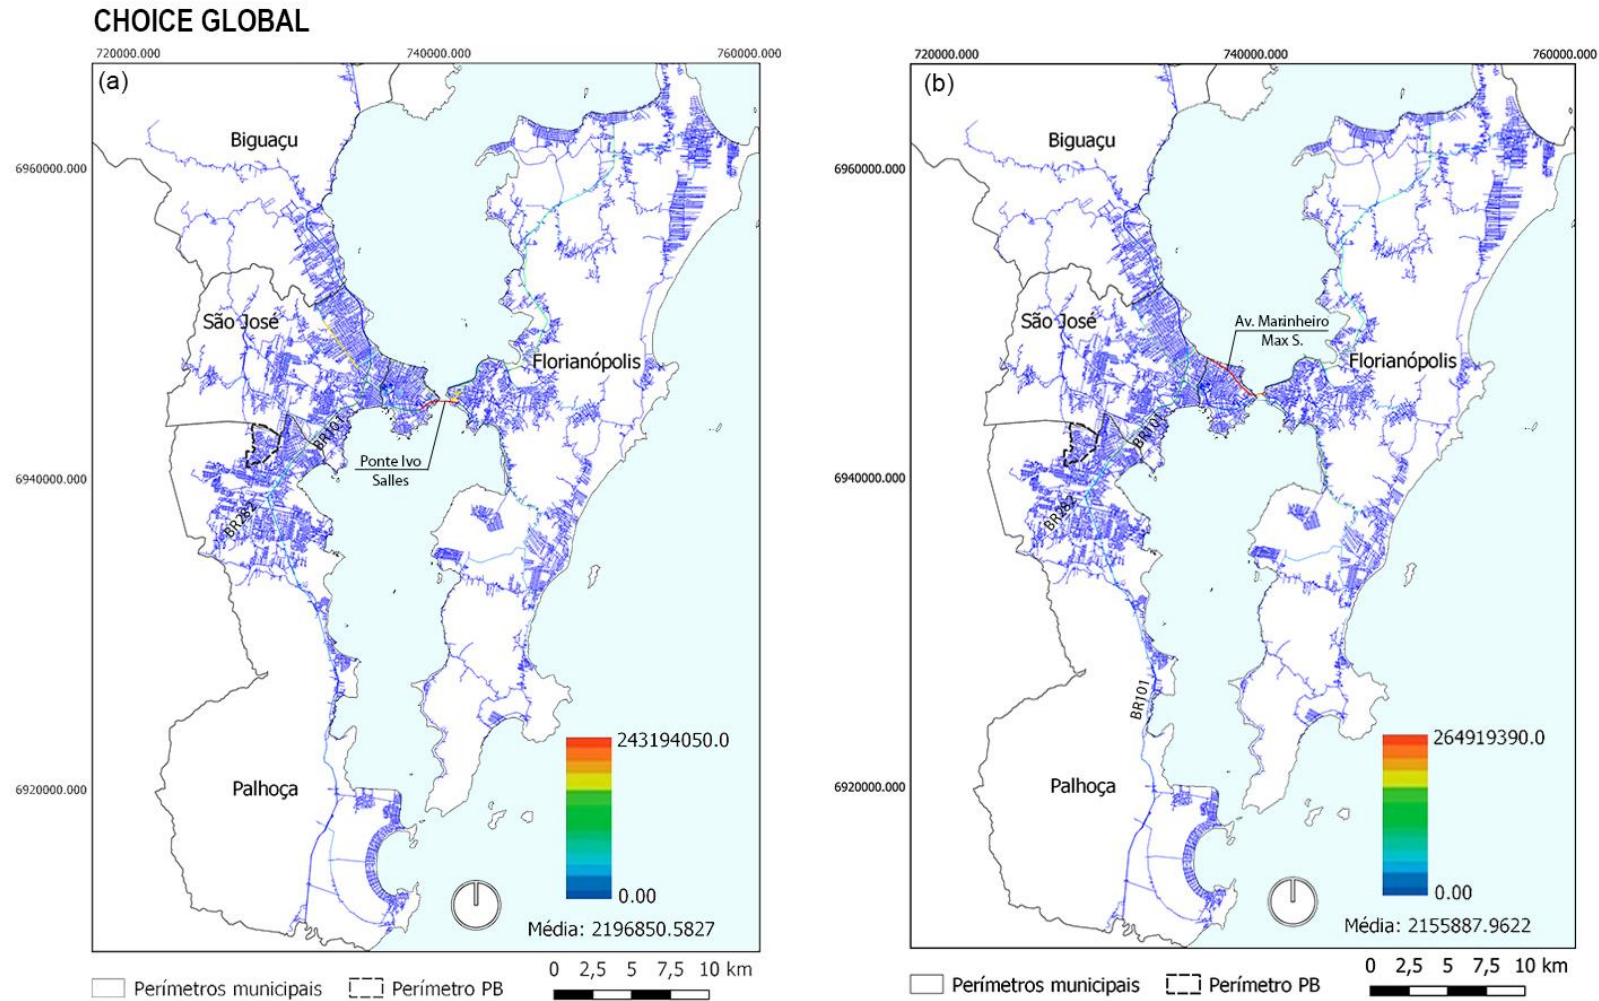 CHOICE GLOBAL
720000.000 740000.000 760000.000
(a)
Biguaçu
6960000.000
São José
Florianópolis
BR101
Ponte Ivo
Salles
6940000.000
BR282
243194050.0
Palhoça
6920000.000
0.00
Média: 2196850.5827
0 2,5 5 7,5 10 km
Perímetros municipais Perímetro PB
720000.000 740000.000 760000.000
(b)
Biguaçu
6960000.000
São José
Av. Marinheiro
Max S.
Florianópolis
BR101
6940000.000
BR282
BR101
264919390.0
Palhoça
6920000.000
0.00
Média: 2155887.9622
0 2,5 5 7,5 10 km
Perímetros municipais Perímetro PB